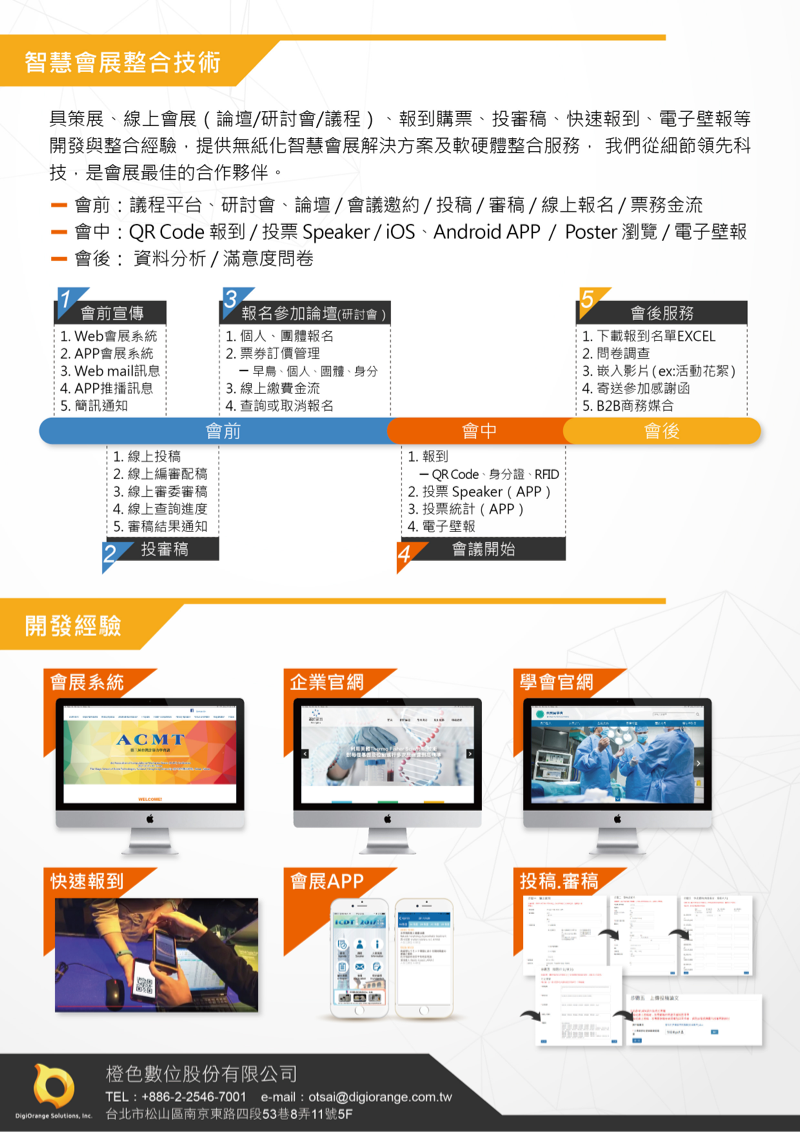 智慧會展整合技術
具策展、線上會展（論壇/研討會/議程）、報到購票、投審稿、快速報到、電子壁報等
開發與整合經驗，提供無紙化智慧會展解決方案及軟硬體整合服務， 我們從細節領先科
技，是會展最佳的合作夥伴。
會前：議程平台、研討會、論壇 / 會議邀約 / 投稿 / 審稿 / 線上報名 / 票務金流
會中：QR Code 報到 / 投票 Speaker / iOS、Android APP / Poster 瀏覽 / 電子壁報
會後： 資料分析 / 滿意度問卷
1 會前宣傳
1. Web會展系統
2. APP會展系統
3. Web mail訊息
4. APP推播訊息
5. 簡訊通知
3 報名參加論壇(研討會 )
1. 個人、團體報名
2. 票券訂價管理
─ 早鳥、個人、團體、身分
3. 線上繳費金流
4. 查詢或取消報名
5 會後服務
1. 下載報到名單EXCEL
2. 問卷調查
3. 嵌入影片 ( ex:活動花絮 )
4. 寄送參加感謝函
5. B2B商務媒合
會前
會中
會後
1. 線上投稿
2. 線上編審配稿
3. 線上審委審稿
4. 線上查詢進度
5. 審稿結果通知
2 投審稿
1. 報到
─ QR Code、身分證、RFID
2. 投票 Speaker（ APP ）
3. 投票統計（ APP ）
4. 電子壁報
4 會議開始
開發經驗
會展系統
企業官網
學會官網
ACMT
WELCOME!
快速報到
會展APP
投稿.審稿
橙色數位股份有限公司
TEL：+886-2-2546-7001 e-mail：otsai@digiorange.com.tw
DigiOrange Solutions, Inc.
台北市松山區南京東路四段53巷8弄11號5F